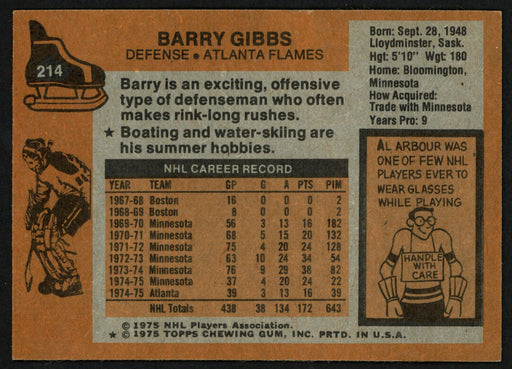 214
BARRY GIBBS
DEFENSE • ATLANTA FLAMES
Barry is an exciting, offensive
type of defenseman who often
makes rink-long rushes.
★ Boating and water-skiing are
his summer hobbies.
Born: Sept. 28, 1948
Lloydminster, Sask.
Hgt: 5'10" Wgt: 180
Home: Bloomington,
Minnesota
How Acquired:
Trade with Minnesota
Years Pro: 9
NHL CAREER RECORD
YEAR TEAM GP G A PTS PIM
1967-68 Boston 16 0 0 0 2
1968-69 Boston 8 0 0 0 2
1969-70 Minnesota 56 3 13 16 182
1970-71 Minnesota 68 5 15 20 132
1971-72 Minnesota 75 4 20 24 128
1972-73 Minnesota 63 10 24 34 54
1973-74 Minnesota 76 9 29 38 82
1974-75 Minnesota 37 4 20 24 22
1974-75 Atlanta 39 3 13 16 39
NHL Totals 438 38 134 172 643
AL ARBOUR WAS
ONE OF FEW NHL
PLAYERS EVER TO
WEAR GLASSES
WHILE PLAYING
HANDLE
WITH
CARE
© 1975 NHL Players Association.
★ © 1975 TOPPS CHEWING GUM, INC. PRTD. IN U.S.A.